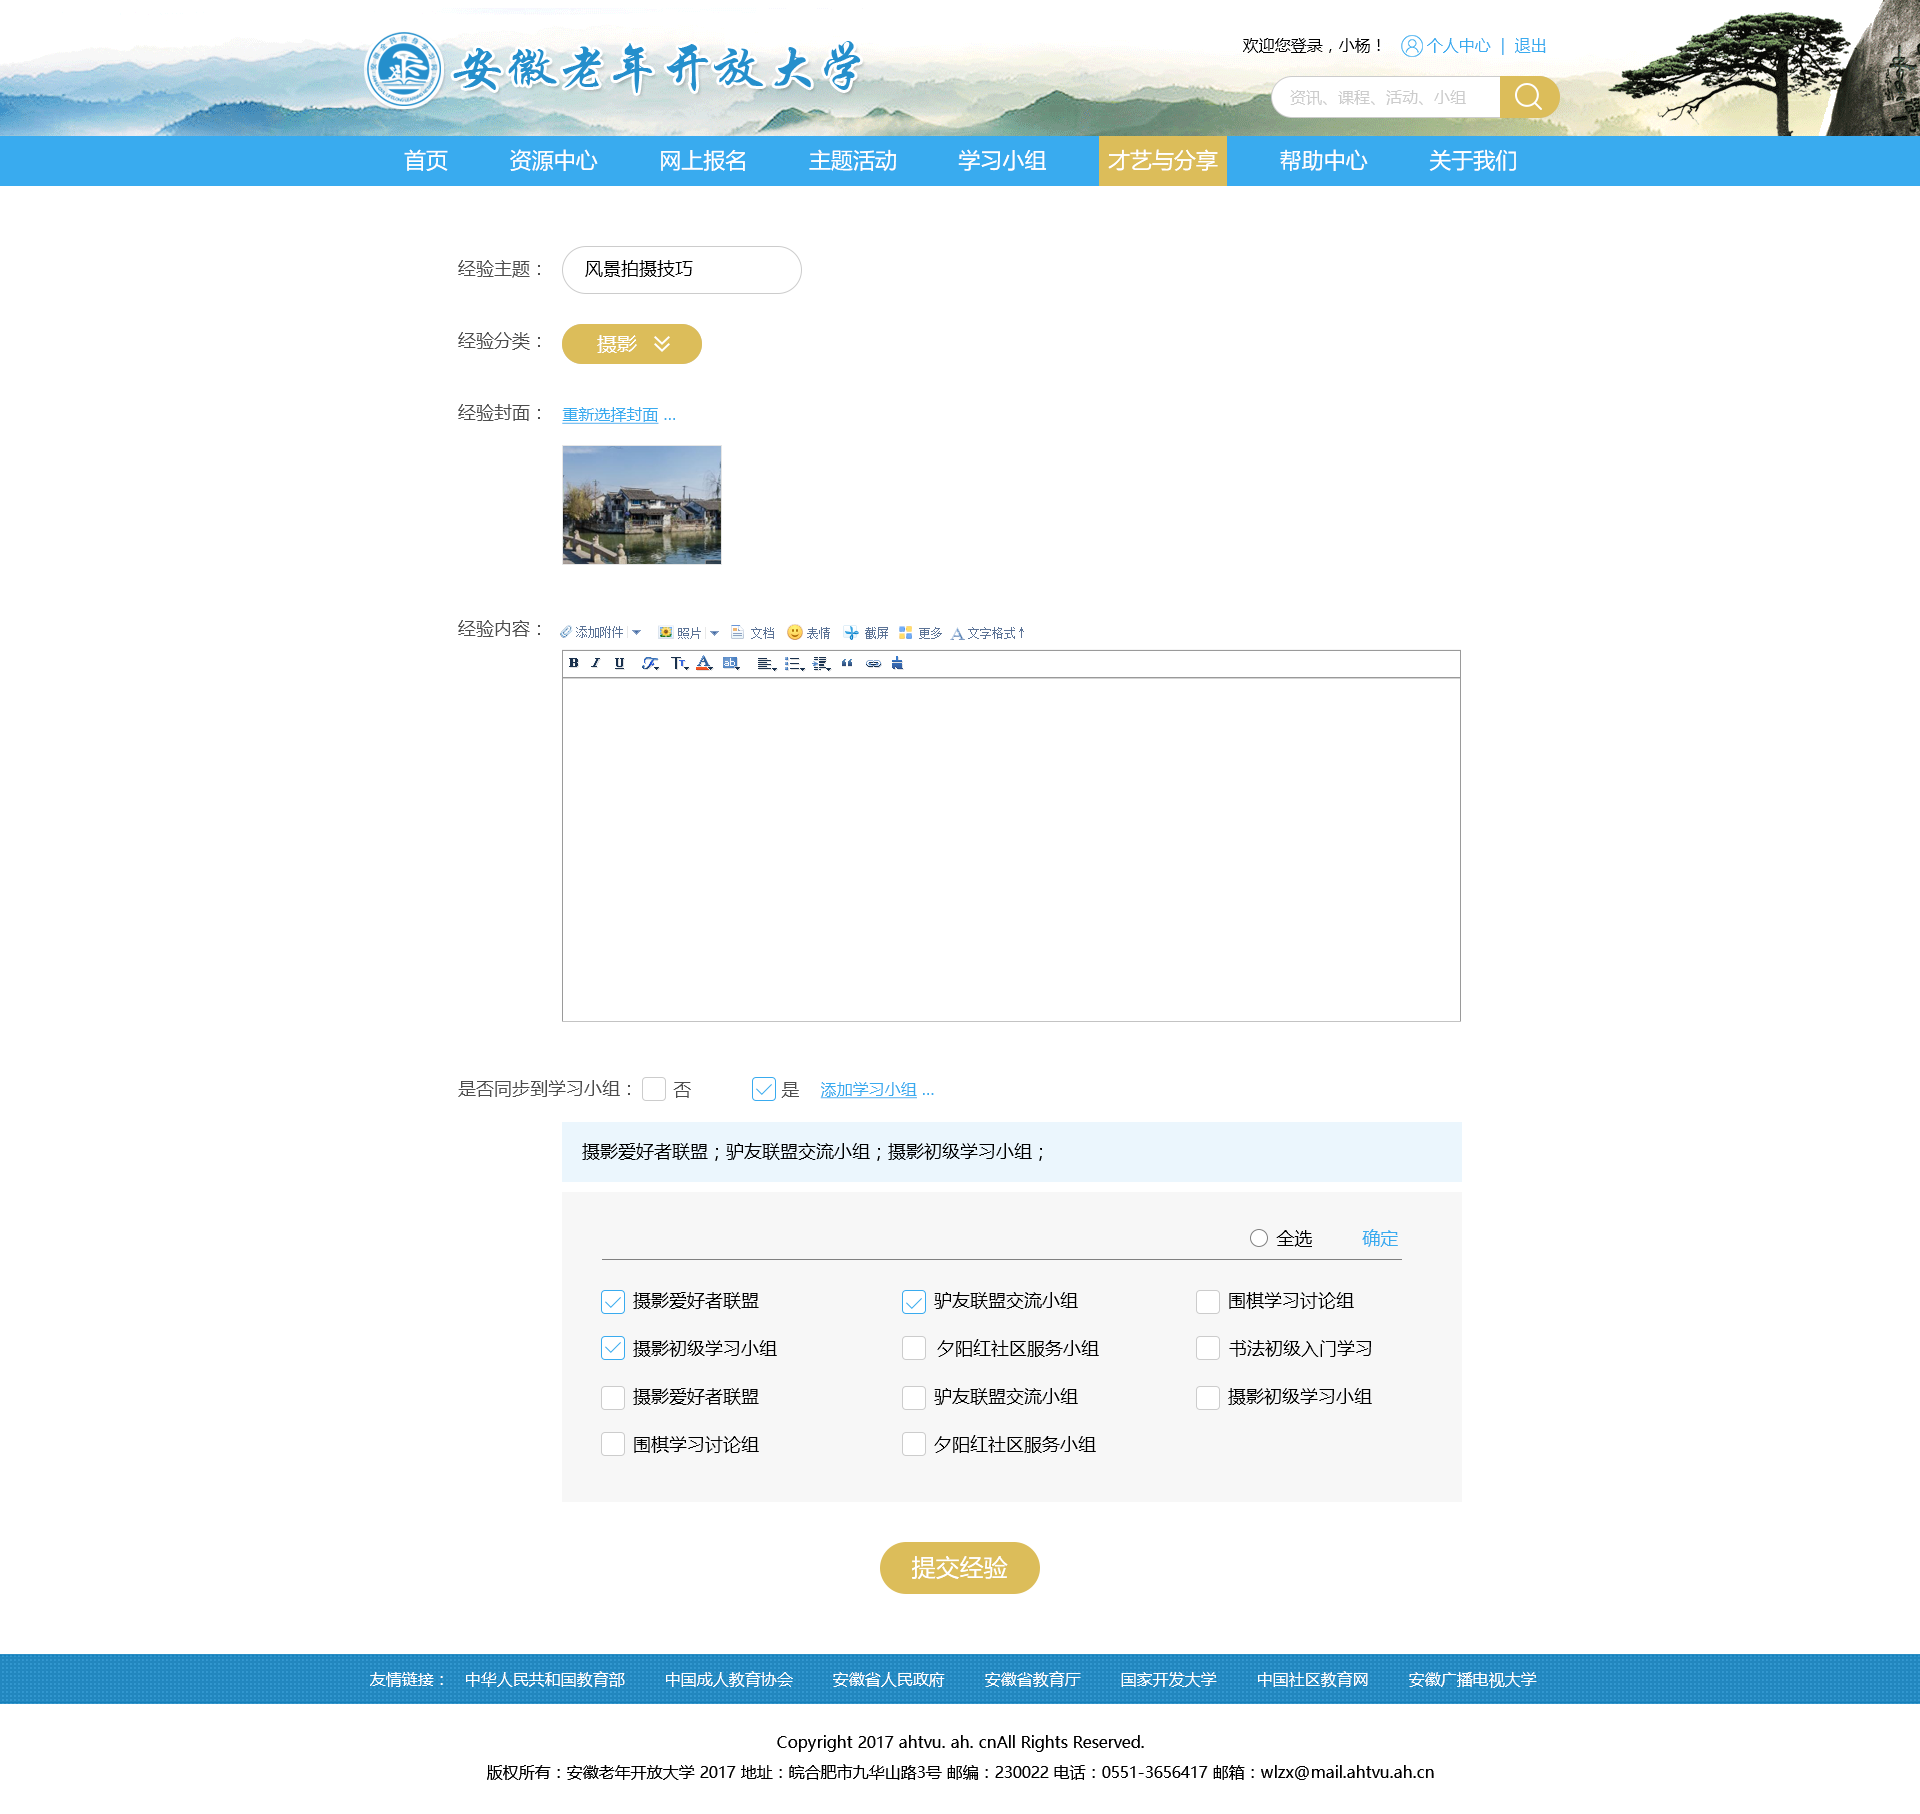 安徽老年开放大学
欢迎您登录，小杨！ 个人中心 | 退出
资讯、课程、活动、小组
首页 资源中心 网上报名 主题活动 学习小组 才艺与分享 帮助中心 关于我们
经验主题： 风景拍摄技巧
经验分类： 摄影
经验封面： 重新选择封面 ...
经验内容： 添加附件 照片 文档 表情 截屏 更多 文字格式↑
B I U
是否同步到学习小组： 否 是 添加学习小组 ...
摄影爱好者联盟；驴友联盟交流小组；摄影初级学习小组；
全选 确定
摄影爱好者联盟 驴友联盟交流小组 围棋学习讨论组
摄影初级学习小组 夕阳红社区服务小组 书法初级入门学习
摄影爱好者联盟 驴友联盟交流小组 摄影初级学习小组
围棋学习讨论组 夕阳红社区服务小组
提交经验
友情链接： 中华人民共和国教育部 中国成人教育协会 安徽省人民政府 安徽省教育厅 国家开放大学 中国社区教育网 安徽广播电视大学
Copyright 2017 ahtvu. ah. cnAll Rights Reserved.
版权所有：安徽老年开放大学 2017 地址：皖合肥市九华山路3号 邮编：230022 电话：0551-3656417 邮箱：wlzx@mail.ahtvu.ah.cn